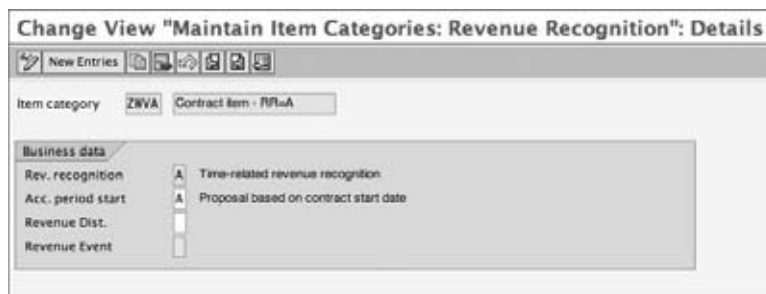 Change View "Maintain Item Categories: Revenue Recognition": Details
New Entries
Item category ZWVA Contract item - RR=A
Business data
Rev. recognition A Time-related revenue recognition
Acc. period start A Proposal based on contract start date
Revenue Dist.
Revenue Event